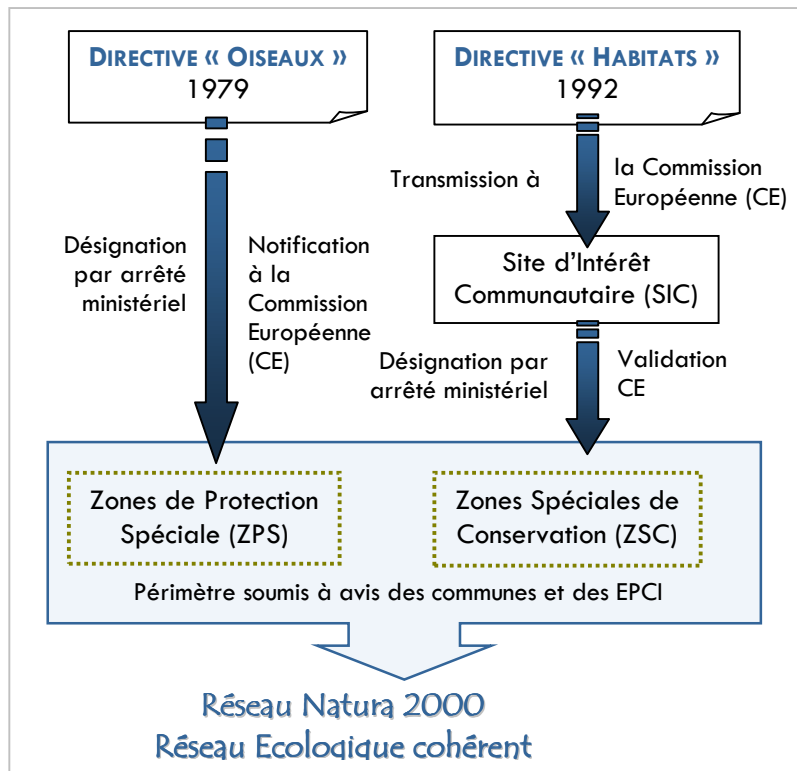 DIRECTIVE « OISEAUX »
1979
DIRECTIVE « HABITATS »
1992
Transmission à
la Commission
Européenne (CE)
Désignation
par arrêté
ministériel
Notification
à la
Commission
Européenne
(CE)
Site d'Intérêt
Communautaire (SIC)
Désignation par
arrêté ministériel
Validation
CE
Zones de Protection
Spéciale (ZPS)
Zones Spéciales de
Conservation (ZSC)
Périmètre soumis à avis des communes et des EPCI
Réseau Natura 2000
Réseau Ecologique cohérent